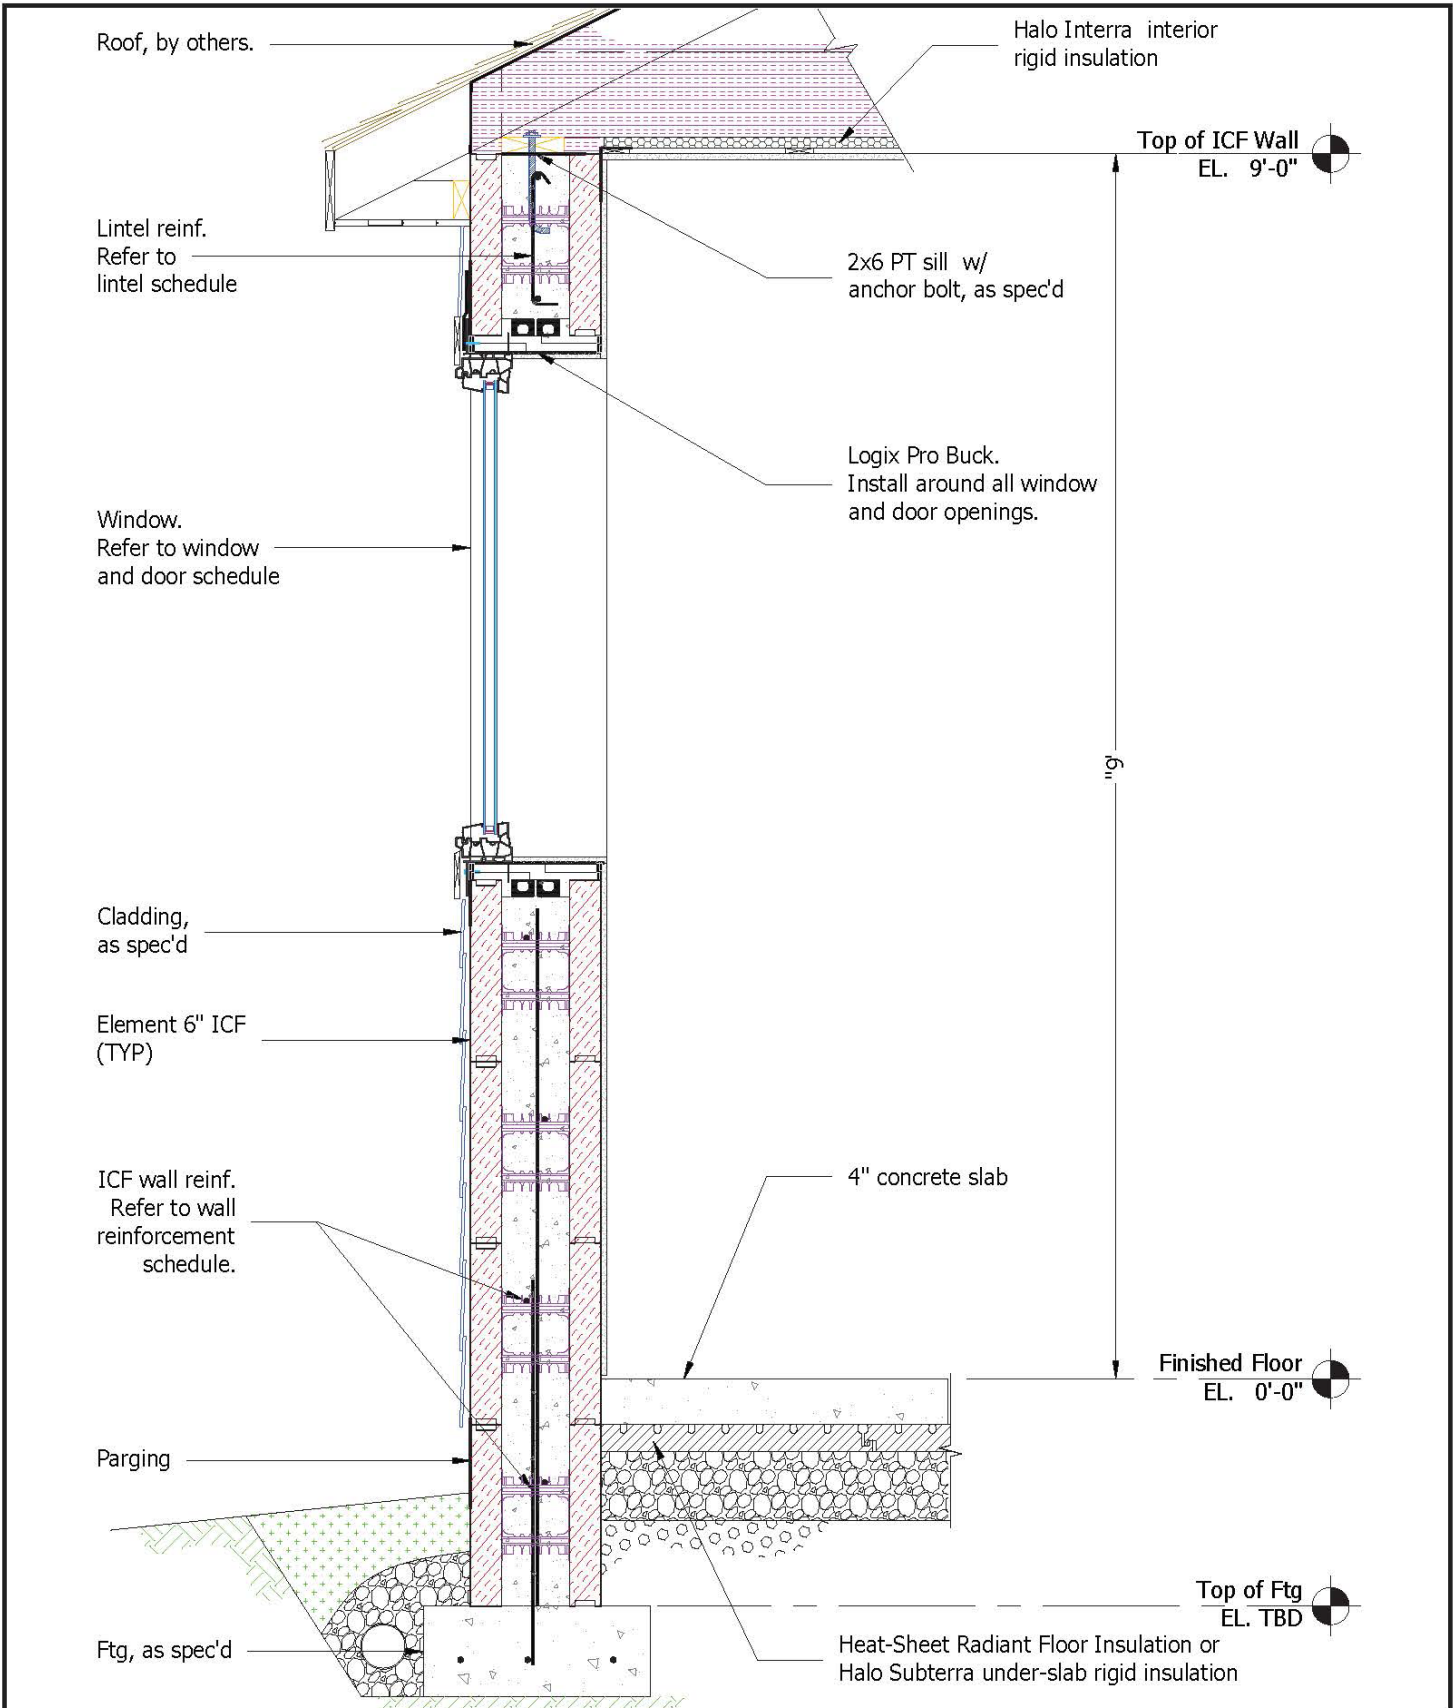 Roof, by others.
Halo Interra interior
rigid insulation
Top of ICF Wall
EL. 9'-0"
Lintel reinf.
Refer to
lintel schedule
2x6 PT sill w/
anchor bolt, as spec'd
Logix Pro Buck.
Install around all window
and door openings.
Window.
Refer to window
and door schedule
9'
Cladding,
as spec'd
Element 6" ICF
(TYP)
ICF wall reinf.
Refer to wall
reinforcement
schedule.
4" concrete slab
Finished Floor
EL. 0'-0"
Parging
Top of Ftg
EL. TBD
Ftg, as spec'd
Heat-Sheet Radiant Floor Insulation or
Halo Subterra under-slab rigid insulation